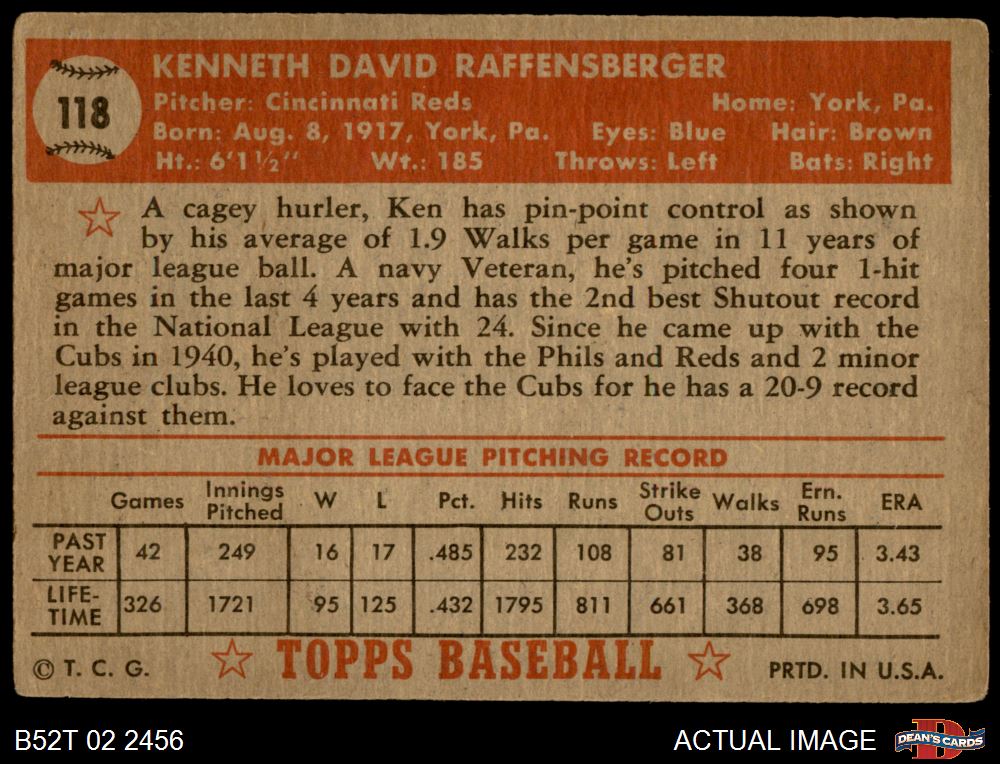 118
KENNETH DAVID RAFFENSBERGER
Pitcher: Cincinnati Reds Home: York, Pa.
Born: Aug. 8, 1917, York, Pa. Eyes: Blue Hair: Brown
Ht.: 6'1 ½" Wt.: 185 Throws: Left Bats: Right
A cagey hurler, Ken has pin-point control as shown
by his average of 1.9 Walks per game in 11 years of
major league ball. A navy Veteran, he's pitched four 1-hit
games in the last 4 years and has the 2nd best Shutout record
in the National League with 24. Since he came up with the
Cubs in 1940, he's played with the Phils and Reds and 2 minor
league clubs. He loves to face the Cubs for he has a 20-9 record
against them.
MAJOR LEAGUE PITCHING RECORD
Games Innings Pitched W L Pct. Hits Runs Strike Outs Walks Ern. Runs ERA
PAST YEAR 42 249 16 17 .485 232 108 81 38 95 3.43
LIFE-TIME 326 1721 95 125 .432 1795 811 661 368 698 3.65
© T. C. G. TOPPS BASEBALL PRTD. IN U.S.A.
B52T 02 2456 ACTUAL IMAGE DEAN'S CARDS